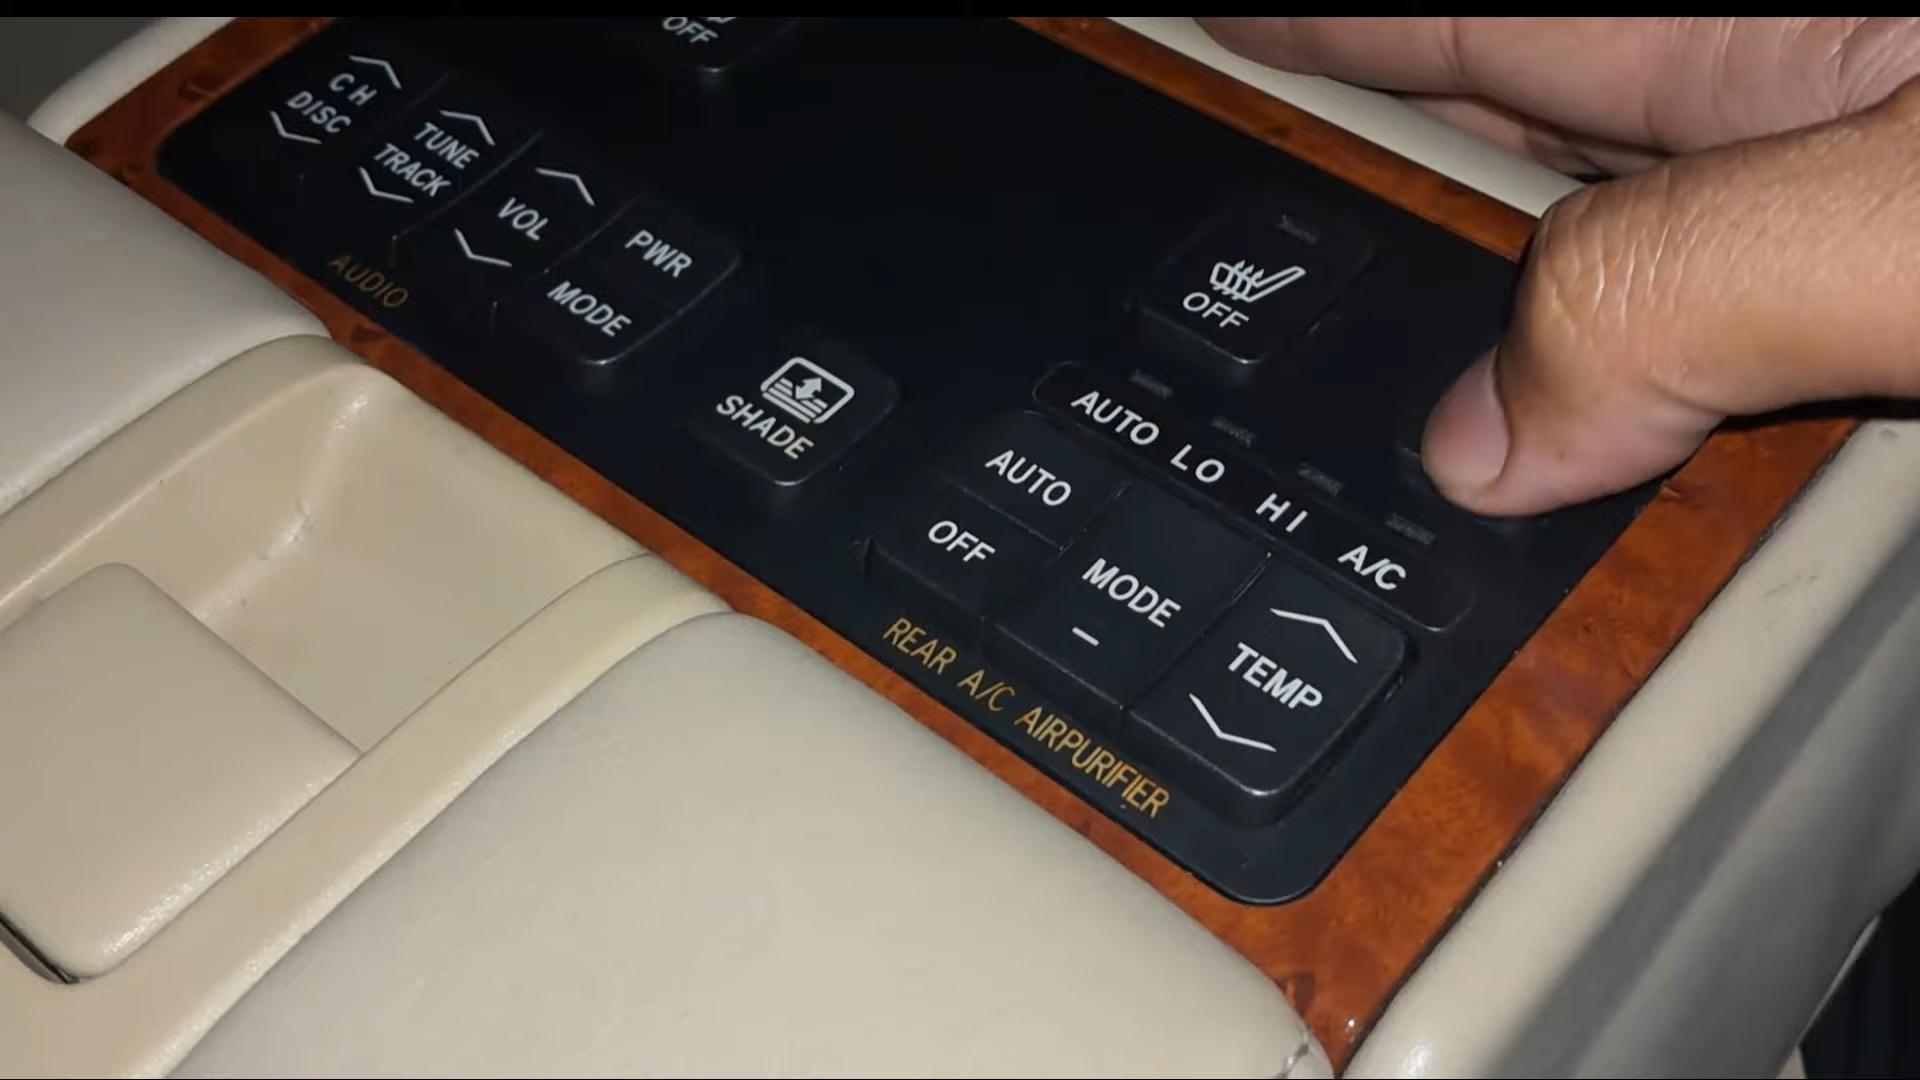 OFF
CH
DISC
TUNE
TRACK
VOL
PWR
MODE
AUDIO
SHADE
OFF
AUTO LO HI A/C
AUTO
OFF
MODE
TEMP
REAR A/C AIRPURIFIER